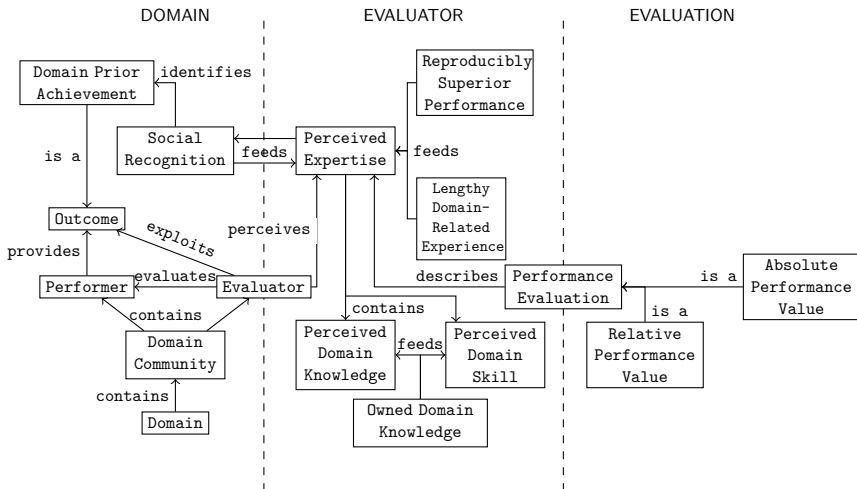 DOMAIN
EVALUATOR
EVALUATION
Domain Prior
Achievement
identifies
Reproducibly
Superior
Performance
Social
Recognition
feeds
Perceived
Expertise
feeds
is a
Lengthy
Domain-
Related
Experience
Outcome
exploits
perceives
provides
Performer
evaluates
Evaluator
describes
Performance
Evaluation
is a
Absolute
Performance
Value
contains
contains
is a
Domain
Community
Perceived
Domain
Knowledge
feeds
Perceived
Domain
Skill
Relative
Performance
Value
contains
Domain
Owned Domain
Knowledge